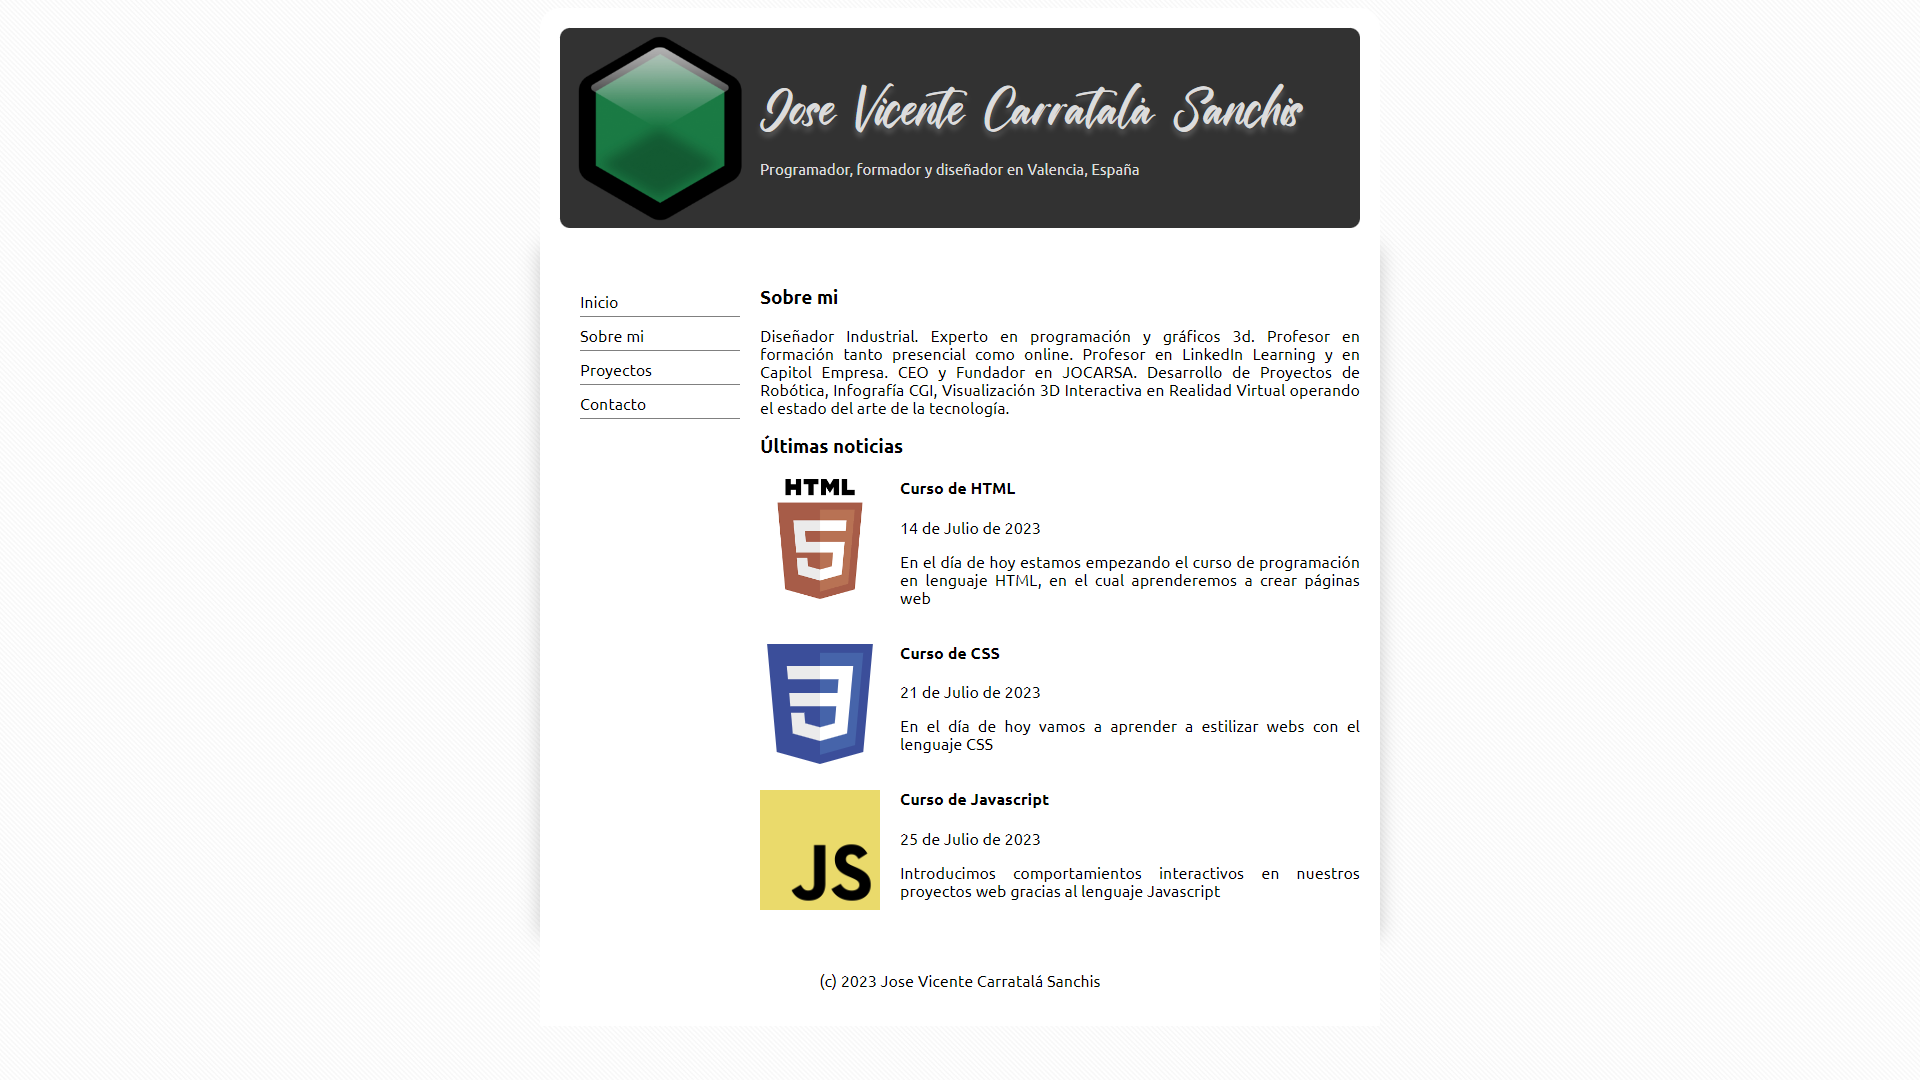 Jose Vicente Carratalá Sanchis
Programador, formador y diseñador en Valencia, España
Inicio
Sobre mi
Proyectos
Contacto
Sobre mi
Diseñador Industrial. Experto en programación y gráficos 3d. Profesor en
formación tanto presencial como online. Profesor en LinkedIn Learning y en
Capitol Empresa. CEO y Fundador en JOCARSA. Desarrollo de Proyectos de
Robótica, Infografía CGI, Visualización 3D Interactiva en Realidad Virtual operando
el estado del arte de la tecnología.
Últimas noticias
HTML
5
Curso de HTML
14 de Julio de 2023
En el día de hoy estamos empezando el curso de programación
en lenguaje HTML, en el cual aprenderemos a crear páginas
web
3
Curso de CSS
21 de Julio de 2023
En el día de hoy vamos a aprender a estilizar webs con el
lenguaje CSS
JS
Curso de Javascript
25 de Julio de 2023
Introducimos comportamientos interactivos en nuestros
proyectos web gracias al lenguaje Javascript
(c) 2023 Jose Vicente Carratalá Sanchis